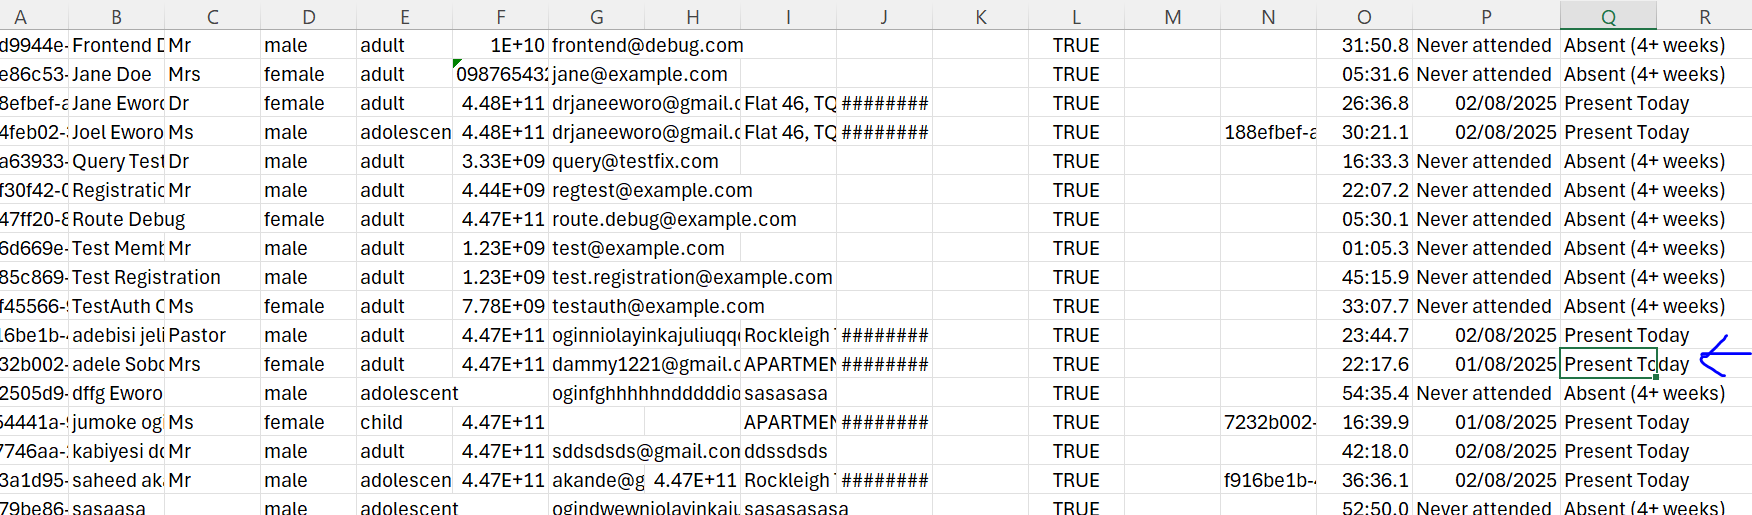 A B C D E F G H I J K L M N O P Q R
d9944e- Frontend D Mr male adult 1E+10 frontend@debug.com TRUE 31:50.8 Never attended Absent (4+ weeks)
e86c53- Jane Doe Mrs female adult 098765432 jane@example.com TRUE 05:31.6 Never attended Absent (4+ weeks)
8efbef-a Jane Eworo Dr female adult 4.48E+11 drjaneeworo@gmail.c Flat 46, TQ ######## TRUE 26:36.8 02/08/2025 Present Today
4feb02- Joel Eworo Ms male adolescen 4.48E+11 drjaneeworo@gmail.c Flat 46, TQ ######## TRUE 188efbef-a 30:21.1 02/08/2025 Present Today
a63933- Query Test Dr male adult 3.33E+09 query@testfix.com TRUE 16:33.3 Never attended Absent (4+ weeks)
f30f42-0 Registratic Mr male adult 4.44E+09 regtest@example.com TRUE 22:07.2 Never attended Absent (4+ weeks)
47ff20-8 Route Debug female adult 4.47E+11 route.debug@example.com TRUE 05:30.1 Never attended Absent (4+ weeks)
6d669e- Test Memb Mr male adult 1.23E+09 test@example.com TRUE 01:05.3 Never attended Absent (4+ weeks)
85c869- Test Registration male adult 1.23E+09 test.registration@example.com TRUE 45:15.9 Never attended Absent (4+ weeks)
f45566- TestAuth C Ms female adult 7.78E+09 testauth@example.com TRUE 33:07.7 Never attended Absent (4+ weeks)
16be1b- adebisi jeli Pastor male adult 4.47E+11 oginniolayinkajuliuqq Rockleigh ######## TRUE 23:44.7 02/08/2025 Present Today
32b002- adele Sobo Mrs female adult 4.47E+11 dammy1221@gmail.c APARTMEN ######## TRUE 22:17.6 01/08/2025 Present Today
2505d9- dffg Eworo male adolescent oginfghhhhhndddddio sasasasa TRUE 54:35.4 Never attended Absent (4+ weeks)
54441a- jumoke og Ms female child 4.47E+11 APARTMEN ######## TRUE 7232b002- 16:39.9 01/08/2025 Present Today
7746aa- kabiyesi do Mr male adult 4.47E+11 sddsdsds@gmail.com ddssdsds TRUE 42:18.0 02/08/2025 Present Today
3a1d95- saheed aka Mr male adolescen 4.47E+11 akande@g 4.47E+11 Rockleigh ######## TRUE f916be1b- 36:36.1 02/08/2025 Present Today
79be86- sasaasa male adolescent ogindwewniolayinkaju sasasasasa TRUE 52:50.0 Never attended Absent (4+ weeks)